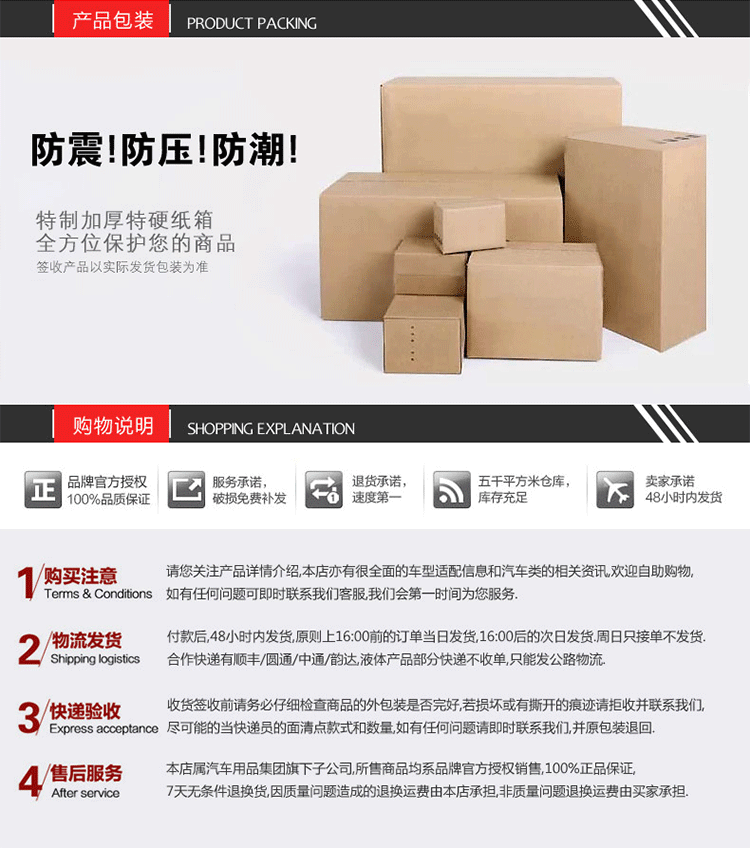 产品包装 PRODUCT PACKING
防震!防压!防潮!
特制加厚特硬纸箱
全方位保护您的商品
签收产品以实际发货包装为准
购物说明 SHOPPING EXPLANATION
正 品牌官方授权
100%品质保证
服务承诺,
破损免费补发
1 退货承诺,
速度第一
五千平方米仓库,
库存充足
卖家承诺
48小时内发货
1/购买注意
Terms & Conditions
请您关注产品详情介绍,本店亦有很全面的车型适配信息和汽车类的相关资讯,欢迎自助购物,
如有任何问题可即时联系我们客服,我们会第一时间为您服务.
2/物流发货
Shipping logistics
付款后,48小时内发货,原则上16:00前的订单当日发货,16:00后的次日发货.周日只接单不发货.
合作快递有顺丰/圆通/中通/韵达,液体产品部分快递不收单,只能发公路物流.
3/快递验收
Express acceptance
收货签收前请务必仔细检查商品的外包装是否完好,若损坏或有撕开的痕迹请拒收并联系我们,
尽可能的当快递员的面清点款式和数量,如有任何问题请即时联系我们,并原包装退回.
4/售后服务
After service
本店属汽车用品集团旗下子公司,所售商品均系品牌官方授权销售,100%正品保证,
7天无条件退换货,因质量问题造成的退换运费由本店承担,非质量问题退换运费由买家承担.